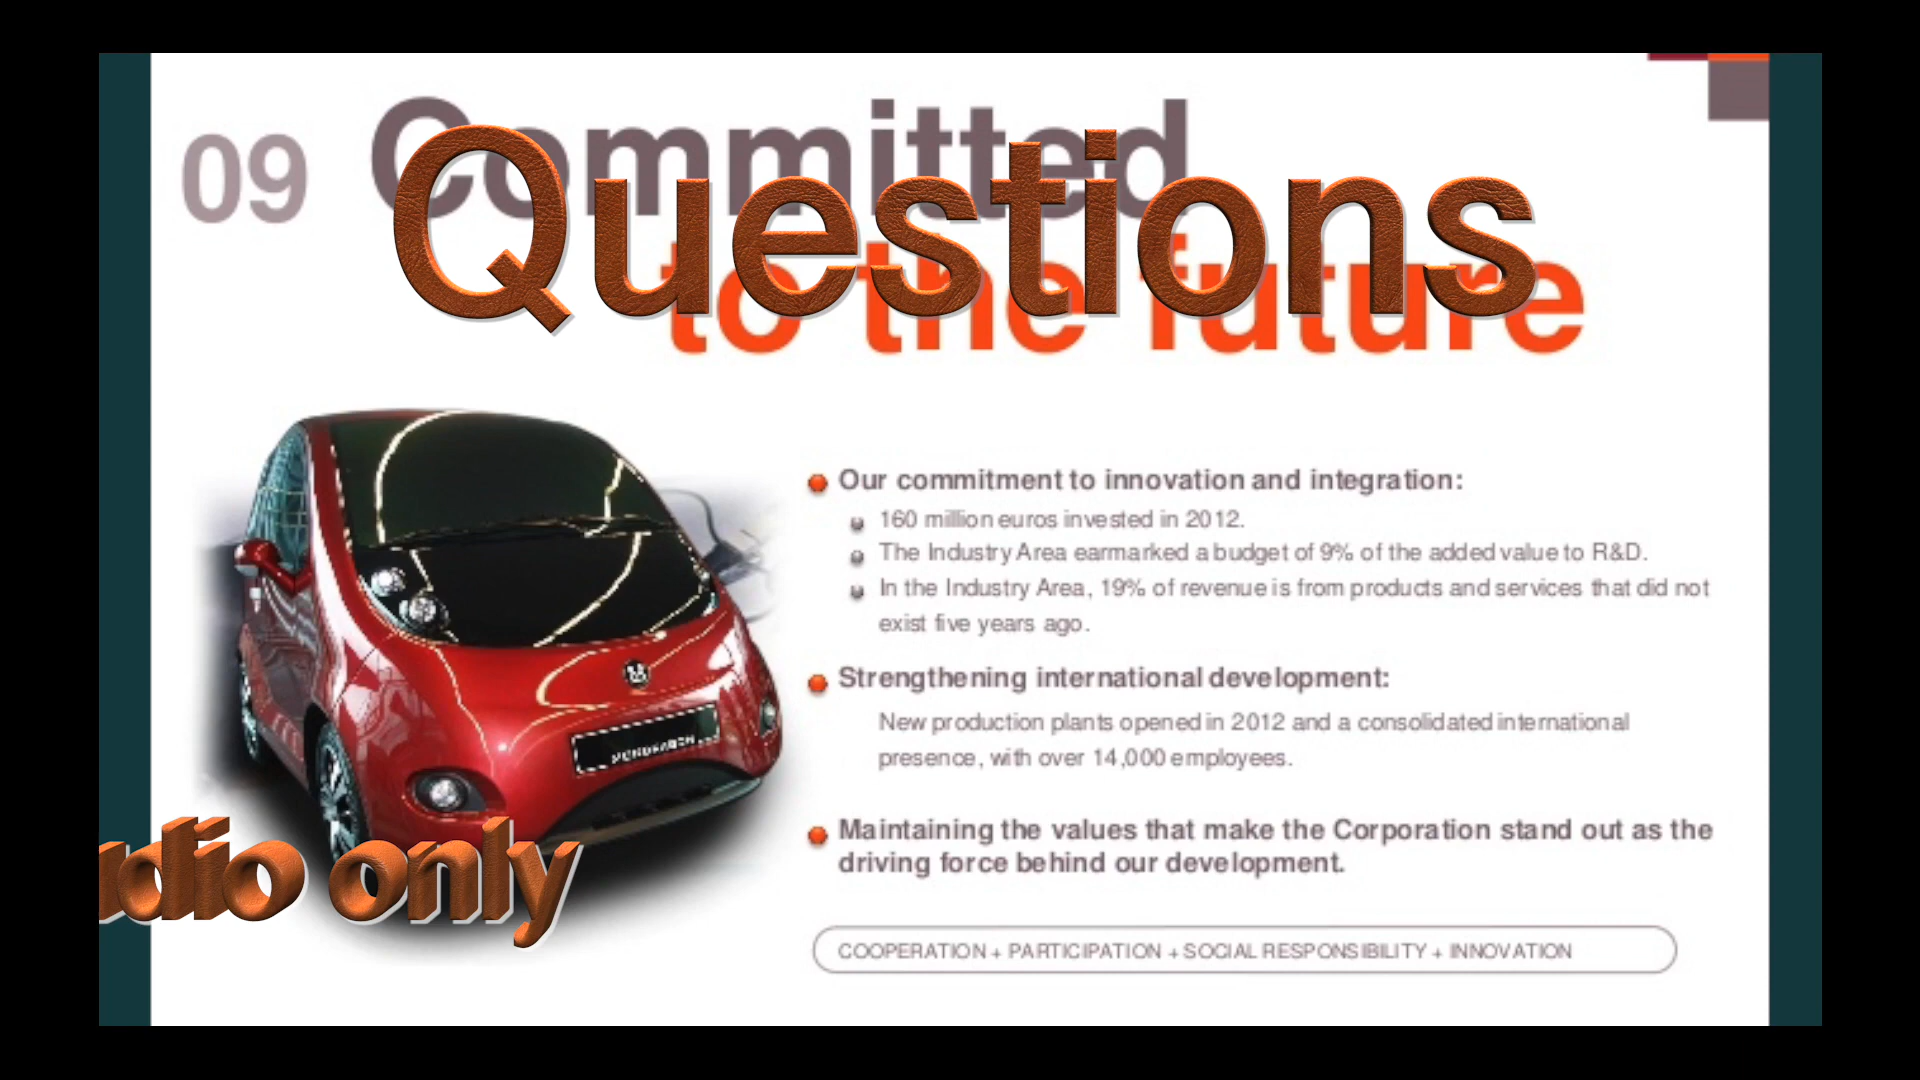 09 Committed
Questions
to the future
Our commitment to innovation and integration:
160 million euros invested in 2012.
The Industry Area earmarked a budget of 9% of the added value to R&D.
In the Industry Area, 19% of revenue is from products and services that did not
exist five years ago.
Strengthening international development:
New production plants opened in 2012 and a consolidated international
presence, with over 14,000 employees.
MONDRAGON
Maintaining the values that make the Corporation stand out as the
driving force behind our development.
udio only
COOPERATION + PARTICIPATION + SOCIAL RESPONSIBILITY + INNOVATION